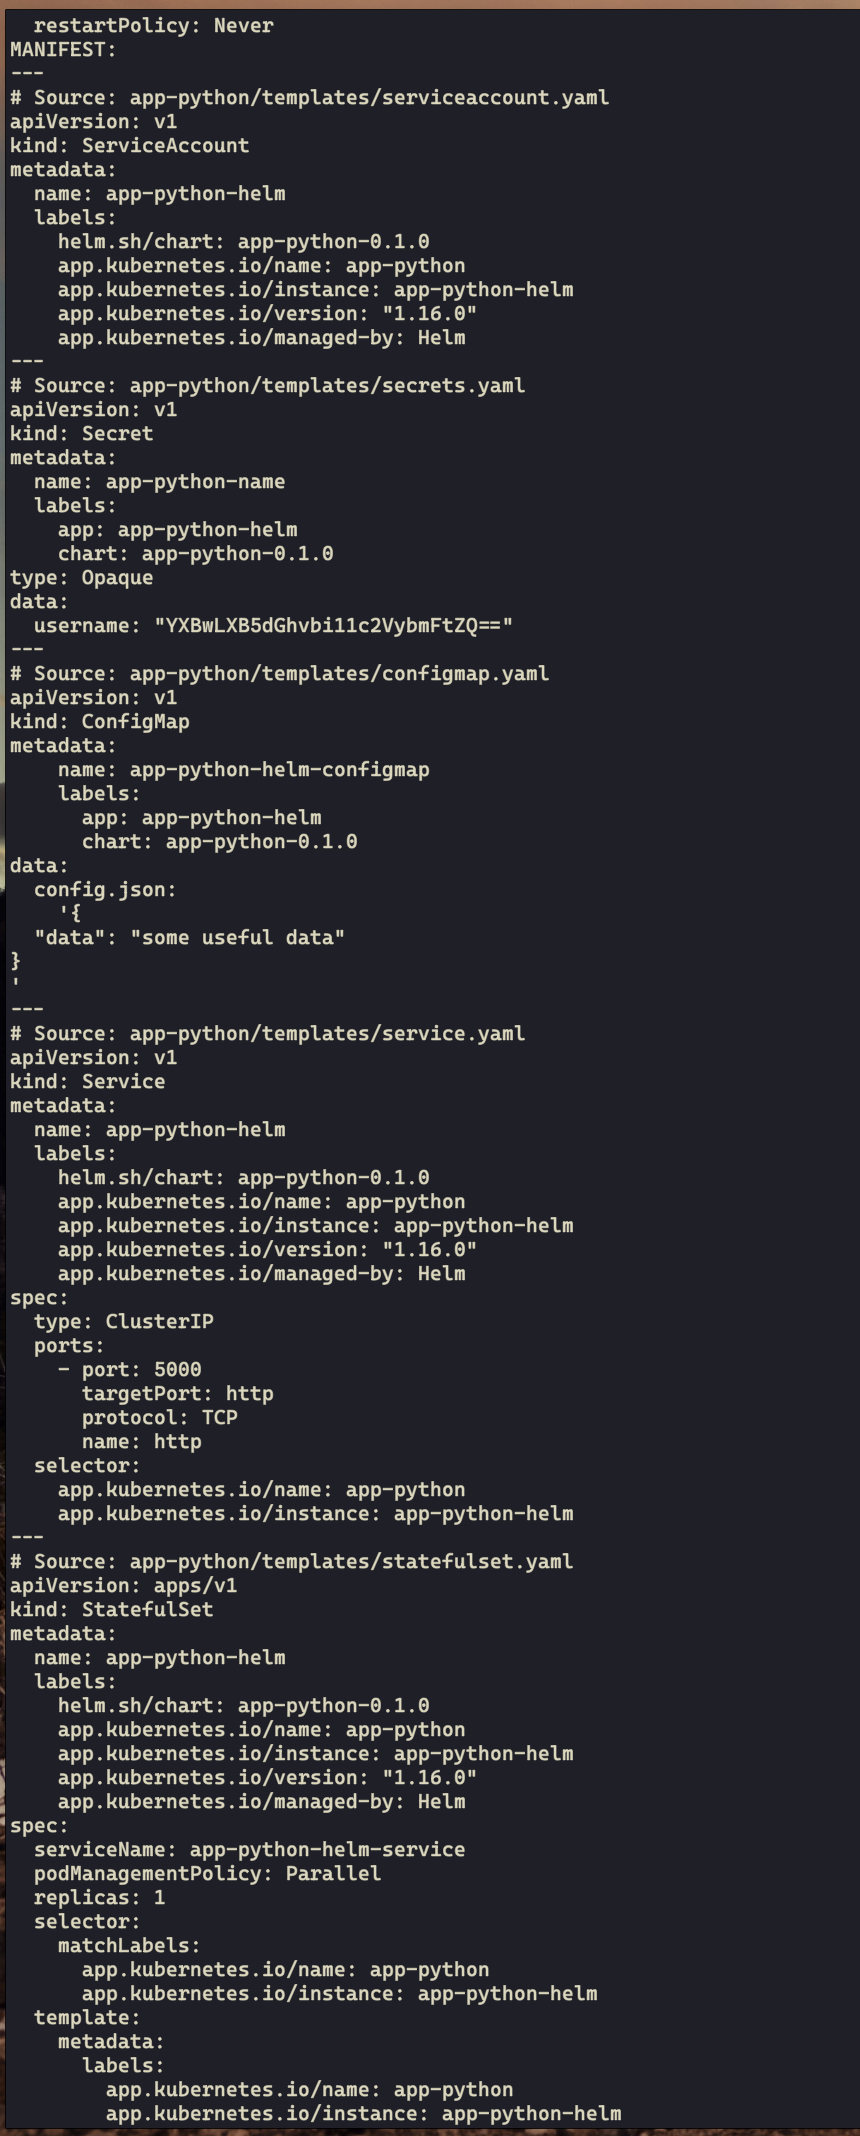 restartPolicy: Never
MANIFEST:
---
# Source: app-python/templates/serviceaccount.yaml
apiVersion: v1
kind: ServiceAccount
metadata:
  name: app-python-helm
  labels:
    helm.sh/chart: app-python-0.1.0
    app.kubernetes.io/name: app-python
    app.kubernetes.io/instance: app-python-helm
    app.kubernetes.io/version: "1.16.0"
    app.kubernetes.io/managed-by: Helm
---
# Source: app-python/templates/secrets.yaml
apiVersion: v1
kind: Secret
metadata:
  name: app-python-name
  labels:
    app: app-python-helm
    chart: app-python-0.1.0
type: Opaque
data:
  username: "YXBwLXB5dGhvbi11c2VybmFtZQ=="
---
# Source: app-python/templates/configmap.yaml
apiVersion: v1
kind: ConfigMap
metadata:
    name: app-python-helm-configmap
    labels:
      app: app-python-helm
      chart: app-python-0.1.0
data:
  config.json:
    '{
  "data": "some useful data"
}
'
---
# Source: app-python/templates/service.yaml
apiVersion: v1
kind: Service
metadata:
  name: app-python-helm
  labels:
    helm.sh/chart: app-python-0.1.0
    app.kubernetes.io/name: app-python
    app.kubernetes.io/instance: app-python-helm
    app.kubernetes.io/version: "1.16.0"
    app.kubernetes.io/managed-by: Helm
spec:
  type: ClusterIP
  ports:
    - port: 5000
      targetPort: http
      protocol: TCP
      name: http
  selector:
    app.kubernetes.io/name: app-python
    app.kubernetes.io/instance: app-python-helm
---
# Source: app-python/templates/statefulset.yaml
apiVersion: apps/v1
kind: StatefulSet
metadata:
  name: app-python-helm
  labels:
    helm.sh/chart: app-python-0.1.0
    app.kubernetes.io/name: app-python
    app.kubernetes.io/instance: app-python-helm
    app.kubernetes.io/version: "1.16.0"
    app.kubernetes.io/managed-by: Helm
spec:
  serviceName: app-python-helm-service
  podManagementPolicy: Parallel
  replicas: 1
  selector:
    matchLabels:
      app.kubernetes.io/name: app-python
      app.kubernetes.io/instance: app-python-helm
  template:
    metadata:
      labels:
        app.kubernetes.io/name: app-python
        app.kubernetes.io/instance: app-python-helm